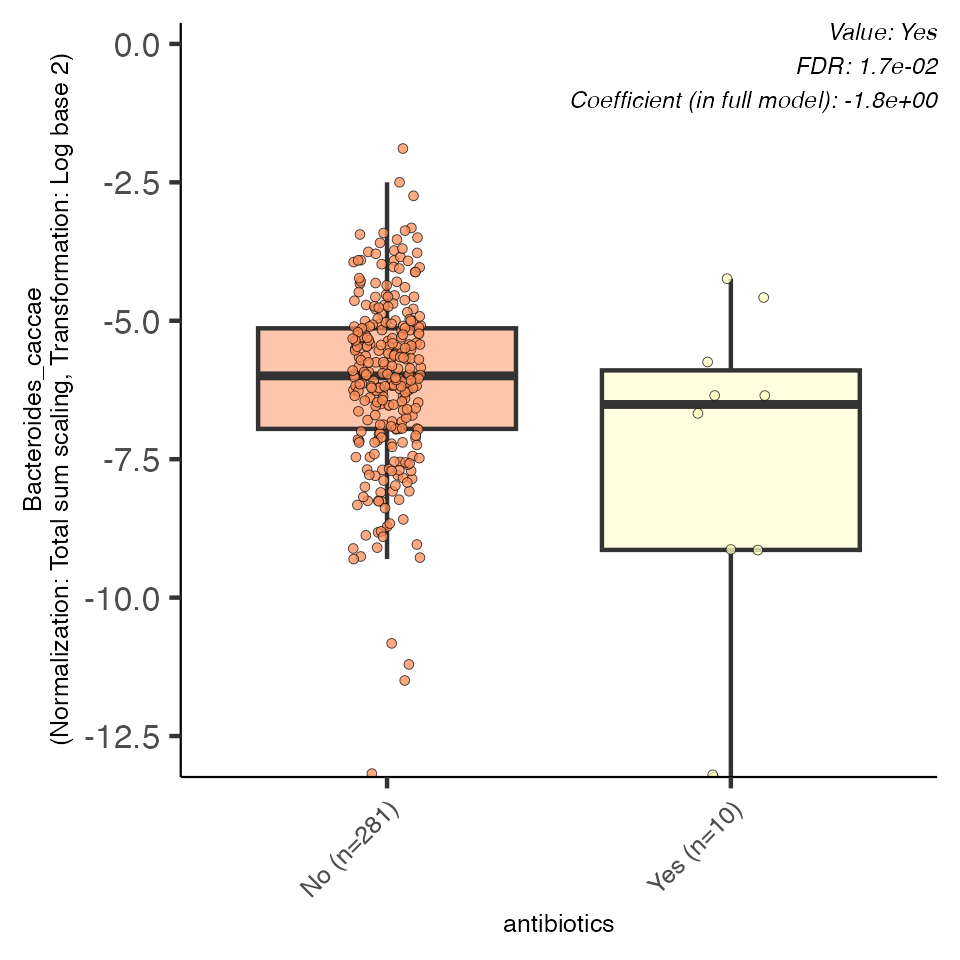 Value: Yes
FDR: 1.7e-02
Coefficient (in full model): -1.8e+00
Bacteroides_caccae
(Normalization: Total sum scaling, Transformation: Log base 2)
0.0
-2.5
-5.0
-7.5
-10.0
-12.5
No (n=281)
Yes (n=10)
antibiotics